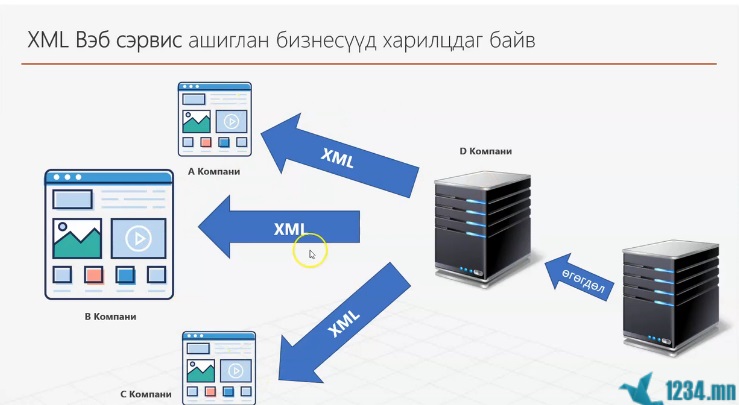 XML Вэб сэрвис ашиглан бизнесүүд харилцдаг байв
XML
D Компани
A Компани
XML
өгөгдөл
B Компани
XML
C Компани
1234.mn